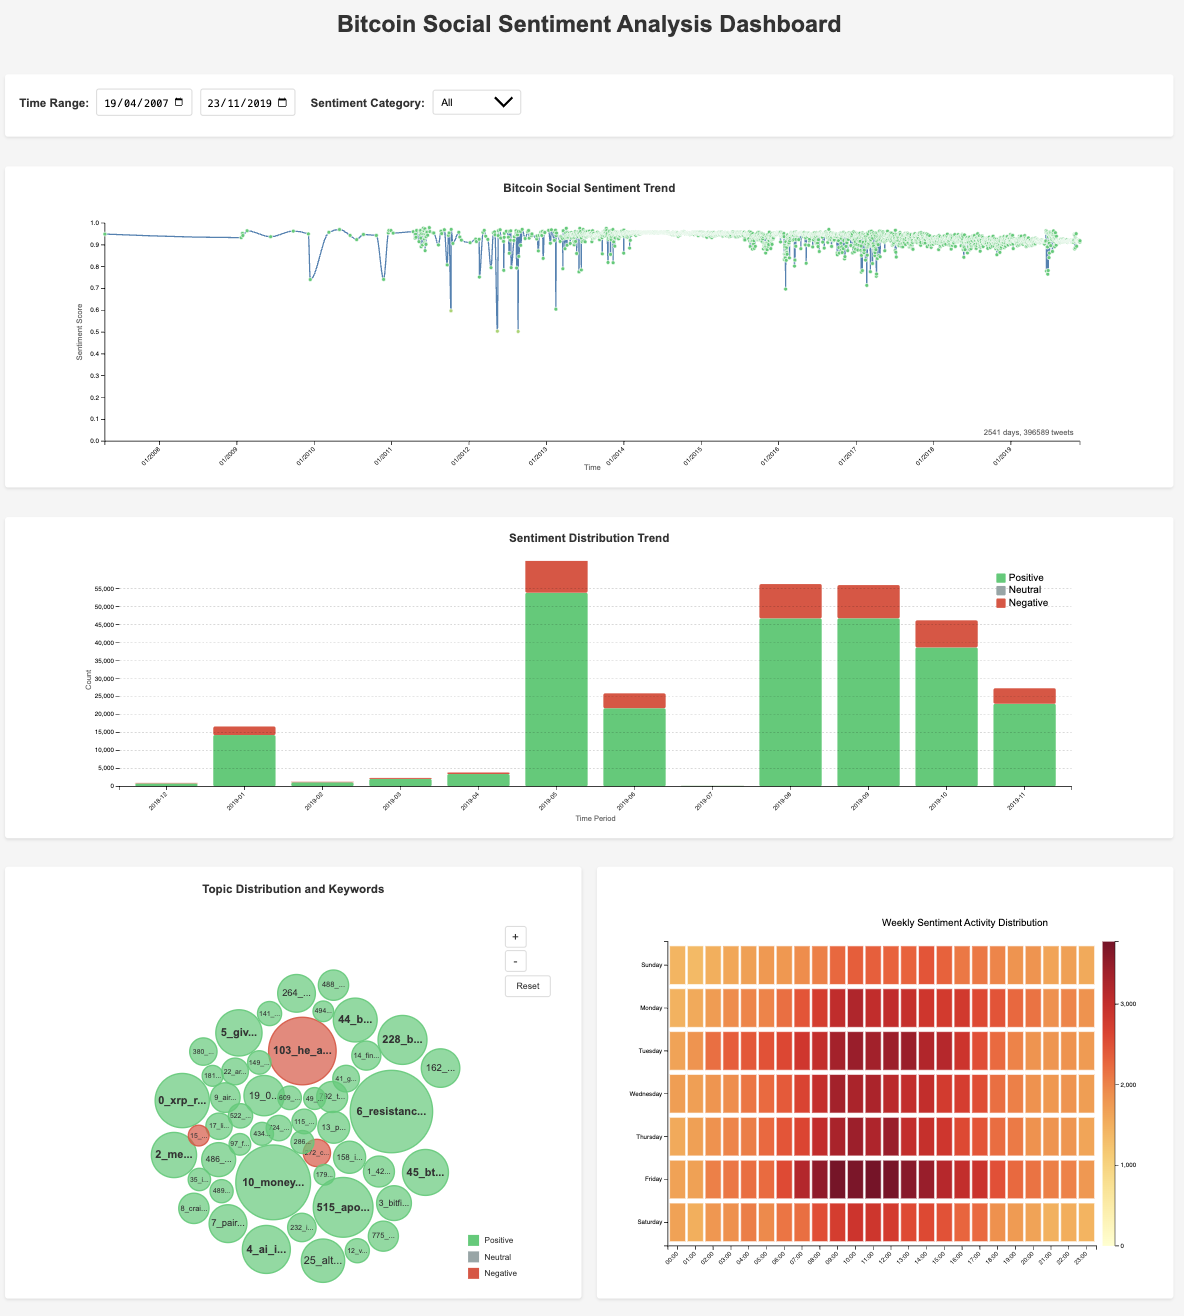 Bitcoin Social Sentiment Analysis Dashboard
Time Range: 19/04/2007 23/11/2019 Sentiment Category: All
Bitcoin Social Sentiment Trend
Sentiment Score
1.0
0.9
0.8
0.7
0.6
0.5
0.4
0.3
0.2
0.1
0.0
2541 days, 396589 tweets
01/2008 01/2009 01/2010 01/2011 01/2012 01/2013 01/2014 01/2015 01/2016 01/2017 01/2018 01/2019
Time
Sentiment Distribution Trend
Count
55,000
50,000
45,000
40,000
35,000
30,000
25,000
20,000
15,000
10,000
5,000
0
Positive
Neutral
Negative
2019-01 2019-02 2019-03 2019-04 2019-05 2019-06 2019-07 2019-08 2019-09 2019-10 2019-11
Time Period
Topic Distribution and Keywords
+
-
Reset
488_...
264_...
494...
141_...
44_b...
5_giv...
228_b...
103_he_a...
380_...
14_fin...
149_...
162_...
22_ar...
181...
41_g...
9_air...
19_0...
609_...
49_...
0_xrp_r...
6_resistanc...
522_...
115_...
17_li...
13_p...
434...
15_...
286...
97_f...
2_me...
486_...
158_i...
1_42...
45_bt...
179...
35_i...
10_money...
489...
3_bitfi...
8_crai...
515_apo...
7_pair...
232_i...
775_...
4_ai_i...
12_v...
25_alt...
Positive
Neutral
Negative
Weekly Sentiment Activity Distribution
Sunday
Monday
Tuesday
Wednesday
Thursday
Friday
Saturday
00:00 01:00 02:00 03:00 04:00 05:00 06:00 07:00 08:00 09:00 10:00 11:00 12:00 13:00 14:00 15:00 16:00 17:00 18:00 19:00 20:00 21:00 22:00 23:00
3,000
2,000
1,000
0